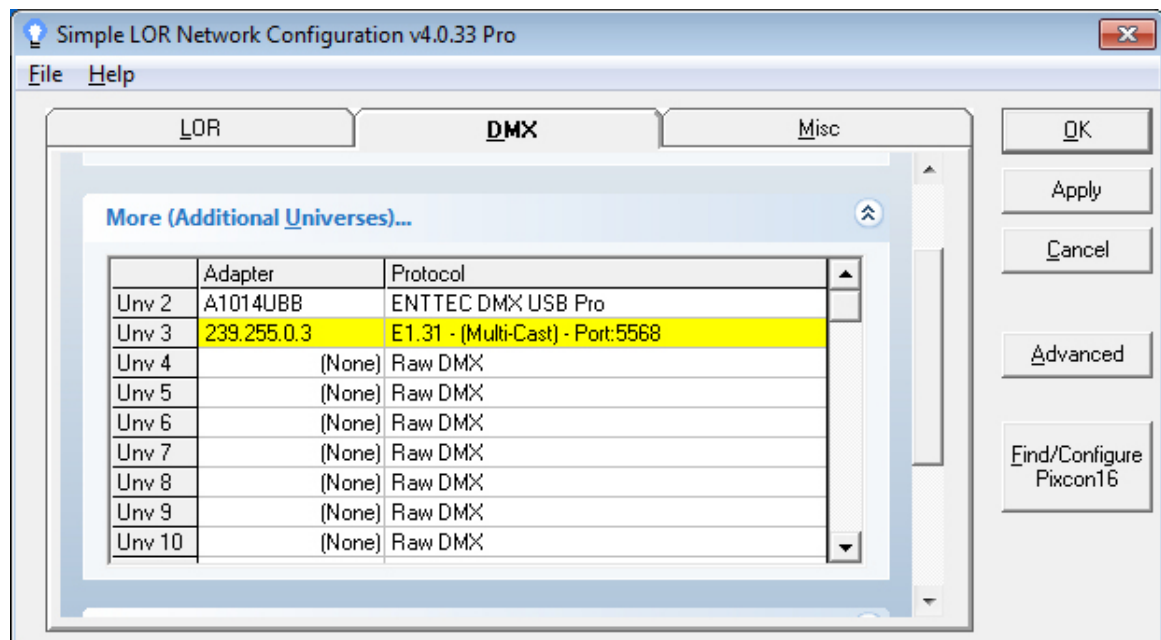 Simple LOR Network Configuration v4.0.33 Pro
File Help
LOR DMX Misc
OK
Apply
Cancel
Advanced
Find/Configure
Pixcon16
More (Additional Universes)...
Adapter Protocol
Unv 2 A1014UBB ENTTEC DMX USB Pro
Unv 3 239.255.0.3 E1.31 - (Multi-Cast) - Port:5568
Unv 4 (None) Raw DMX
Unv 5 (None) Raw DMX
Unv 6 (None) Raw DMX
Unv 7 (None) Raw DMX
Unv 8 (None) Raw DMX
Unv 9 (None) Raw DMX
Unv 10 (None) Raw DMX